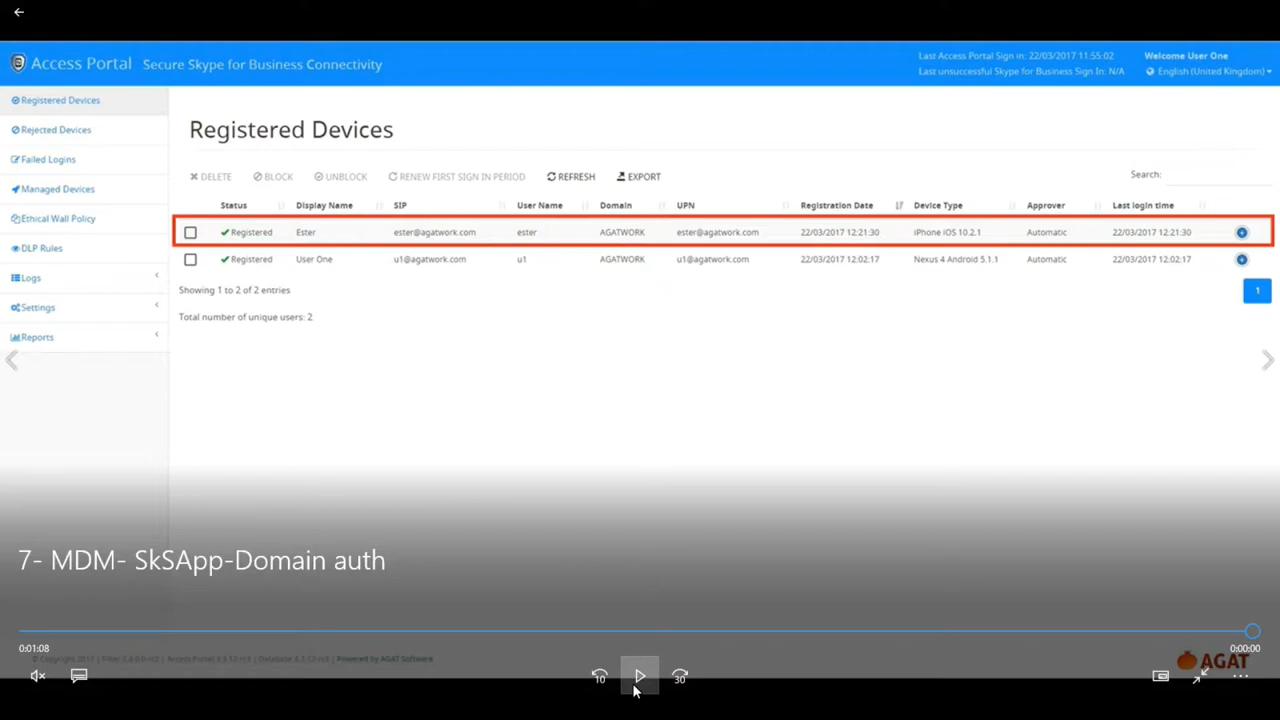 Access Portal Secure Skype for Business Connectivity
Last Access Portal Sign in: 22/03/2017 11:55:02
Last unsuccessful Skype for Business Sign In: N/A
Welcome User One
English (United Kingdom)
Registered Devices
Rejected Devices
Failed Logins
Managed Devices
Ethical Wall Policy
DLP Rules
Logs
Settings
Reports
Registered Devices
DELETE BLOCK UNBLOCK RENEW FIRST SIGN IN PERIOD REFRESH EXPORT
Search:
Status Display Name SIP User Name Domain UPN Registration Date Device Type Approver Last login time
Registered Ester ester@agatwork.com ester AGATWORK ester@agatwork.com 22/03/2017 12:21:30 iPhone iOS 10.2.1 Automatic 22/03/2017 12:21:30
Registered User One u1@agatwork.com u1 AGATWORK u1@agatwork.com 22/03/2017 12:02:17 Nexus 4 Android 5.1.1 Automatic 22/03/2017 12:02:17
Showing 1 to 2 of 2 entries
1
Total number of unique users: 2
7- MDM- SkSApp-Domain auth
0:01:08
0:00:00
Powered by AGAT Software
AGAT
10
30